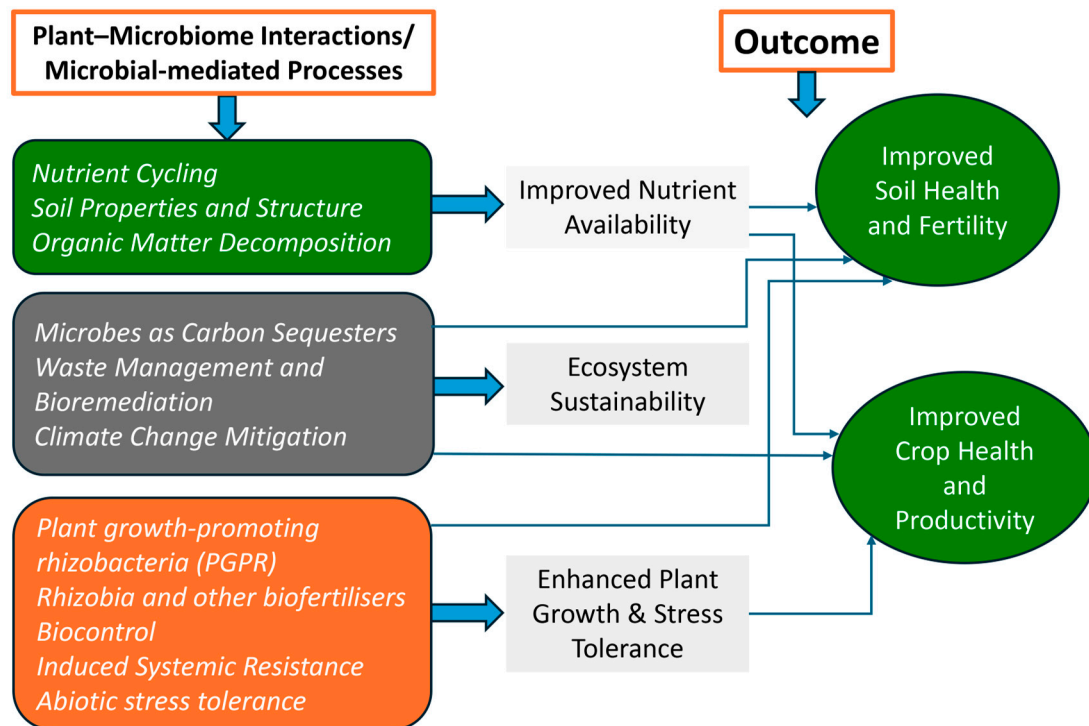 Plant–Microbiome Interactions/
Microbial-mediated Processes
Outcome
Nutrient Cycling
Soil Properties and Structure
Organic Matter Decomposition
Improved Nutrient
Availability
Improved
Soil Health
and Fertility
Microbes as Carbon Sequesters
Waste Management and
Bioremediation
Climate Change Mitigation
Ecosystem
Sustainability
Improved
Crop Health
and
Productivity
Plant growth-promoting
rhizobacteria (PGPR)
Rhizobia and other biofertilisers
Biocontrol
Induced Systemic Resistance
Abiotic stress tolerance
Enhanced Plant
Growth & Stress
Tolerance